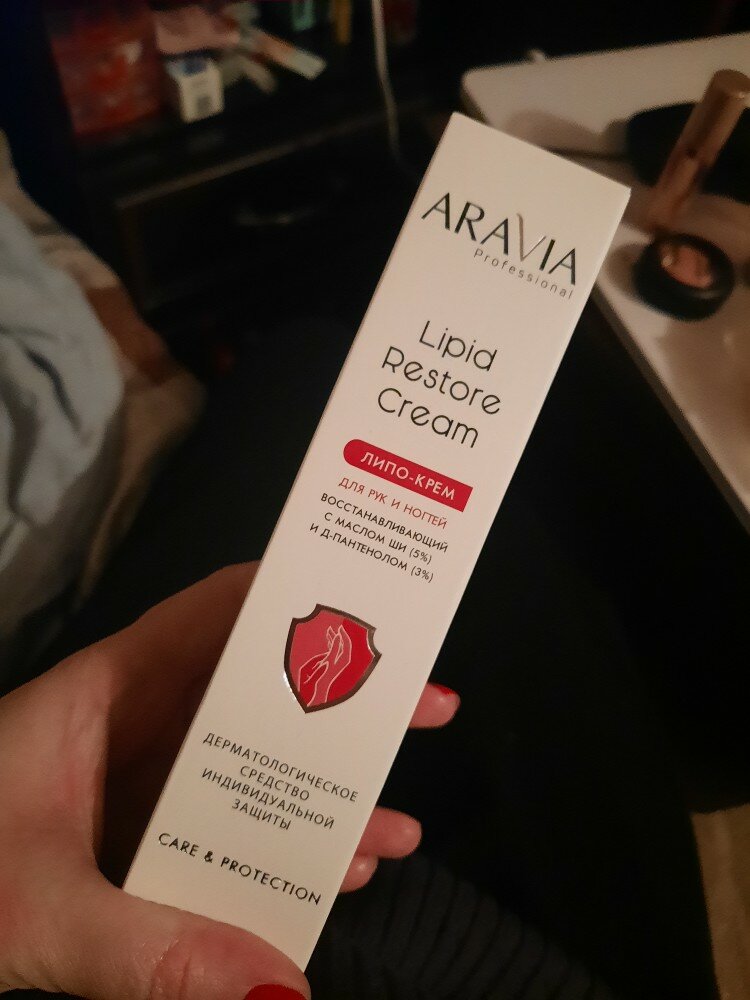 ARAVIA
Professional
Lipid
Restore
Cream
ЛИПО-КРЕМ
ДЛЯ РУК И НОГТЕЙ
ВОССТАНАВЛИВАЮЩИЙ
С МАСЛОМ ШИ (5%)
И Д-ПАНТЕНОЛОМ (3%)
ДЕРМАТОЛОГИЧЕСКОЕ
СРЕДСТВО
ИНДИВИДУАЛЬНОЙ
ЗАЩИТЫ
CARE & PROTECTION